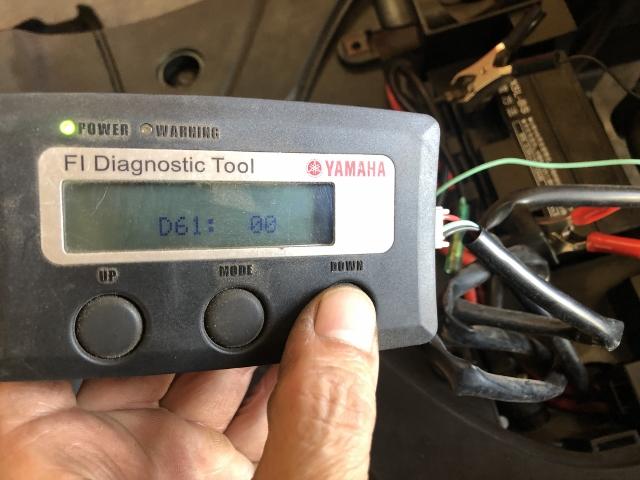 POWER WARNING
FI Diagnostic Tool YAMAHA
D61: 00
UP MODE DOWN